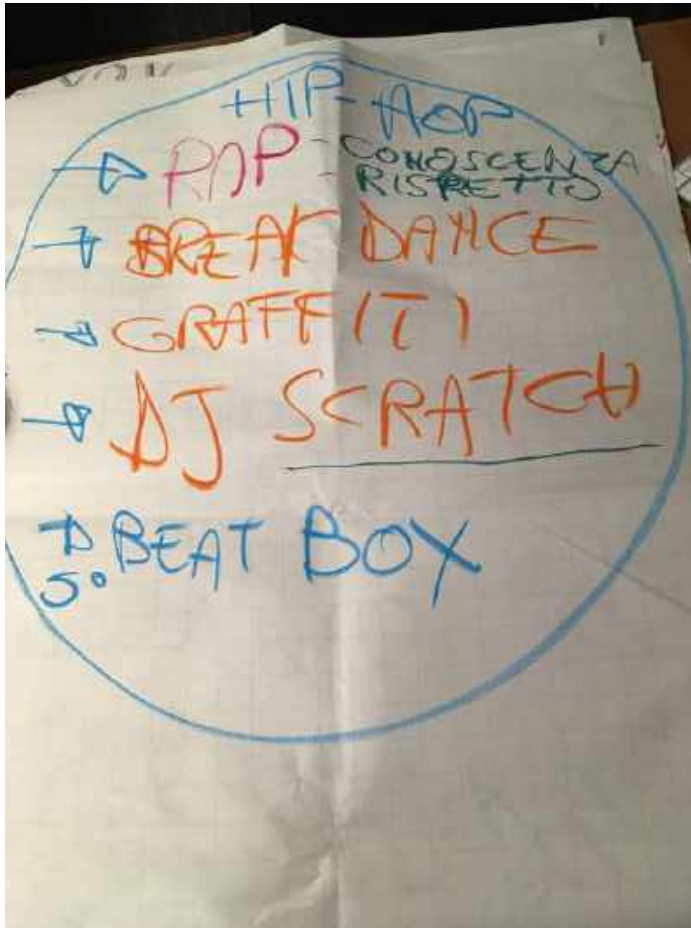 HIP-HOP
RAP - CONOSCENZA
- RISPETTO
BREAK DANCE
GRAFFITI
DJ SCRATCH
BEAT BOX
5°